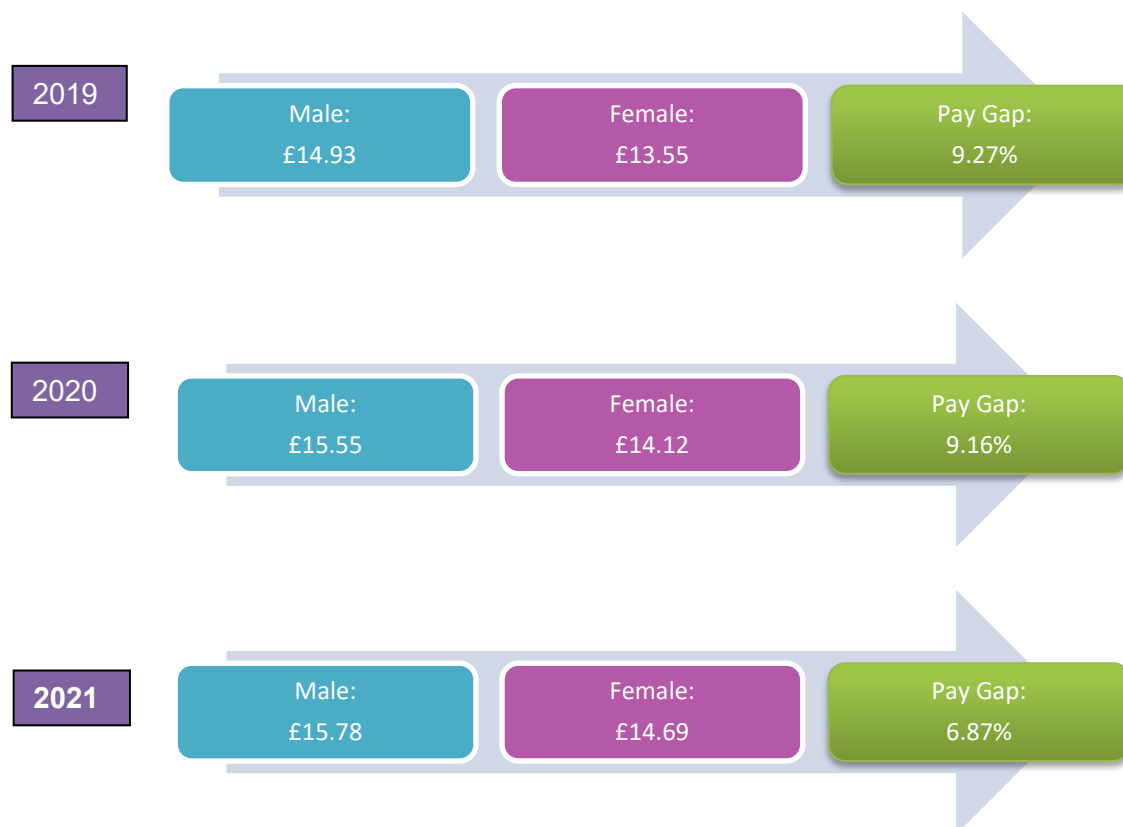 2019
Male:
£14.93
Female:
£13.55
Pay Gap:
9.27%
2020
Male:
£15.55
Female:
£14.12
Pay Gap:
9.16%
2021
Male:
£15.78
Female:
£14.69
Pay Gap:
6.87%